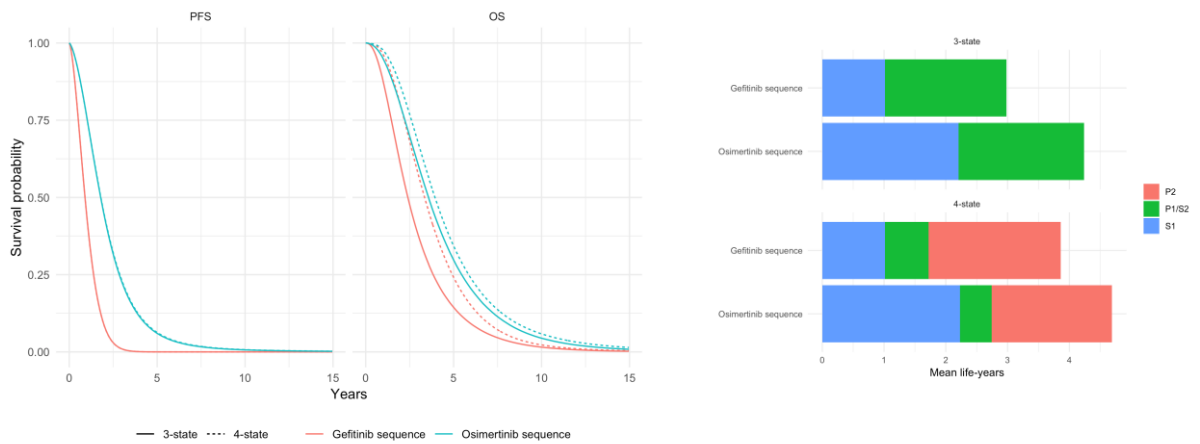 PFS
OS
1.00
0.75
0.50
0.25
0.00
Survival probability
0 5 10 15
0 5 10 15
Years
3-state 4-state Gefitinib sequence Osimertinib sequence
3-state
Gefitinib sequence
Osimertinib sequence
4-state
Gefitinib sequence
Osimertinib sequence
0 1 2 3 4
Mean life-years
P2
P1/S2
S1